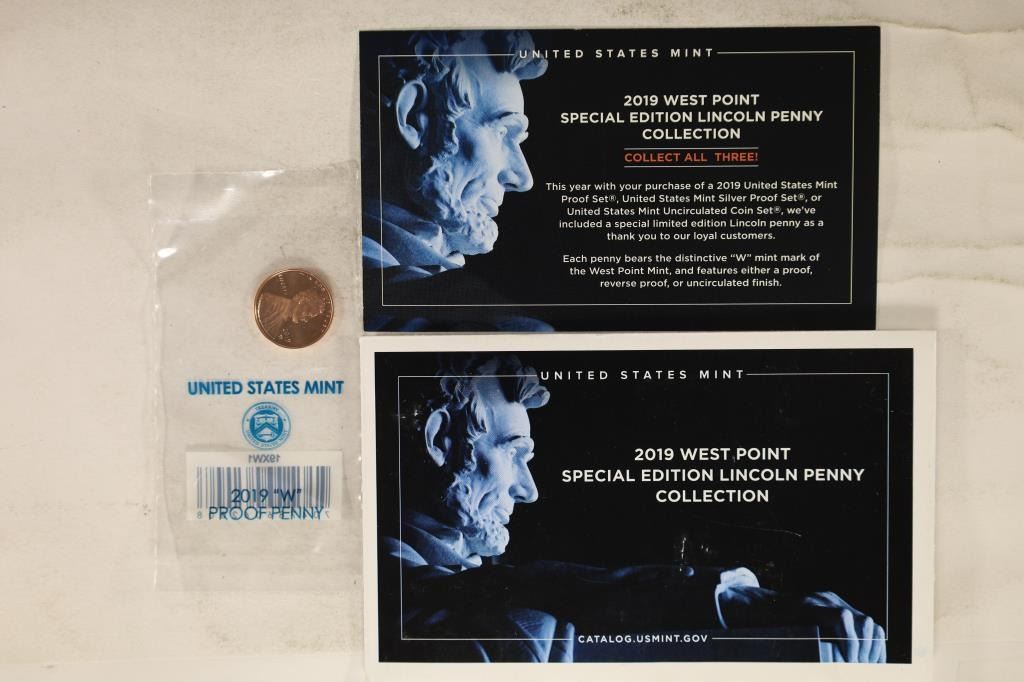 UNITED STATES MINT
2019 WEST POINT
SPECIAL EDITION LINCOLN PENNY
COLLECTION
COLLECT ALL THREE!
This year with your purchase of a 2019 United States Mint
Proof Set®, United States Mint Silver Proof Set®, or
United States Mint Uncirculated Coin Set®, we've
included a special limited edition Lincoln penny as a
thank you to our loyal customers.
Each penny bears the distinctive "W" mint mark of
the West Point Mint, and features either a proof,
reverse proof, or uncirculated finish.
UNITED STATES MINT
19XW1
2019 "W"
PROOF PENNY
UNITED STATES MINT
2019 WEST POINT
SPECIAL EDITION LINCOLN PENNY
COLLECTION
CATALOG.USMINT.GOV